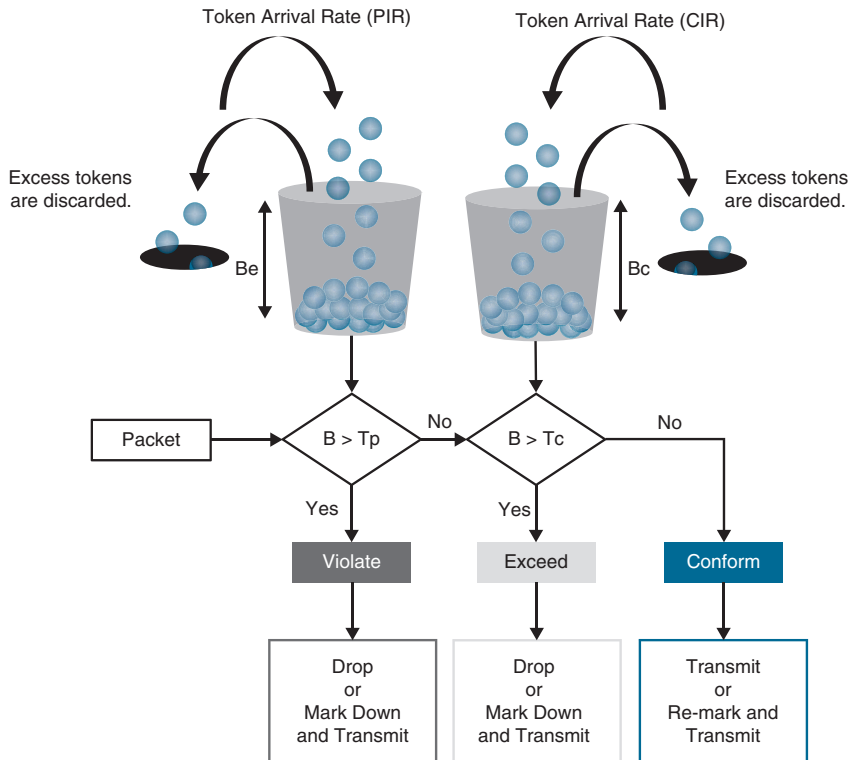 Token Arrival Rate (PIR)
Token Arrival Rate (CIR)
Excess tokens
are discarded.
Excess tokens
are discarded.
Be
Bc
Packet
B > Tp
No
B > Tc
No
Yes
Yes
Violate
Exceed
Conform
Drop
or
Mark Down
and Transmit
Drop
or
Mark Down
and Transmit
Transmit
or
Re-mark and
Transmit